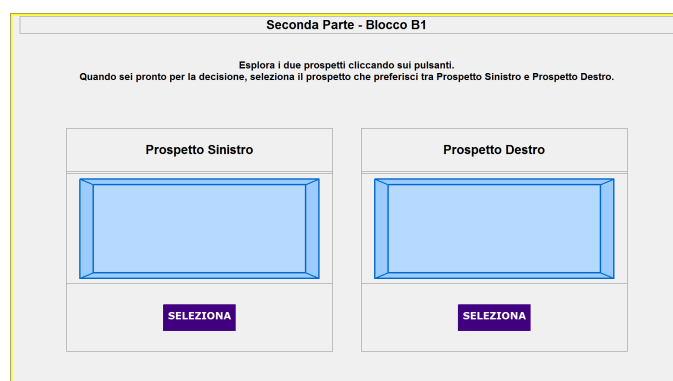 Seconda Parte - Blocco B1
Esplora i due prospetti cliccando sui pulsanti.
Quando sei pronto per la decisione, seleziona il prospetto che preferisci tra Prospetto Sinistro e Prospetto Destro.
Prospetto Sinistro
Prospetto Destro
SELEZIONA
SELEZIONA